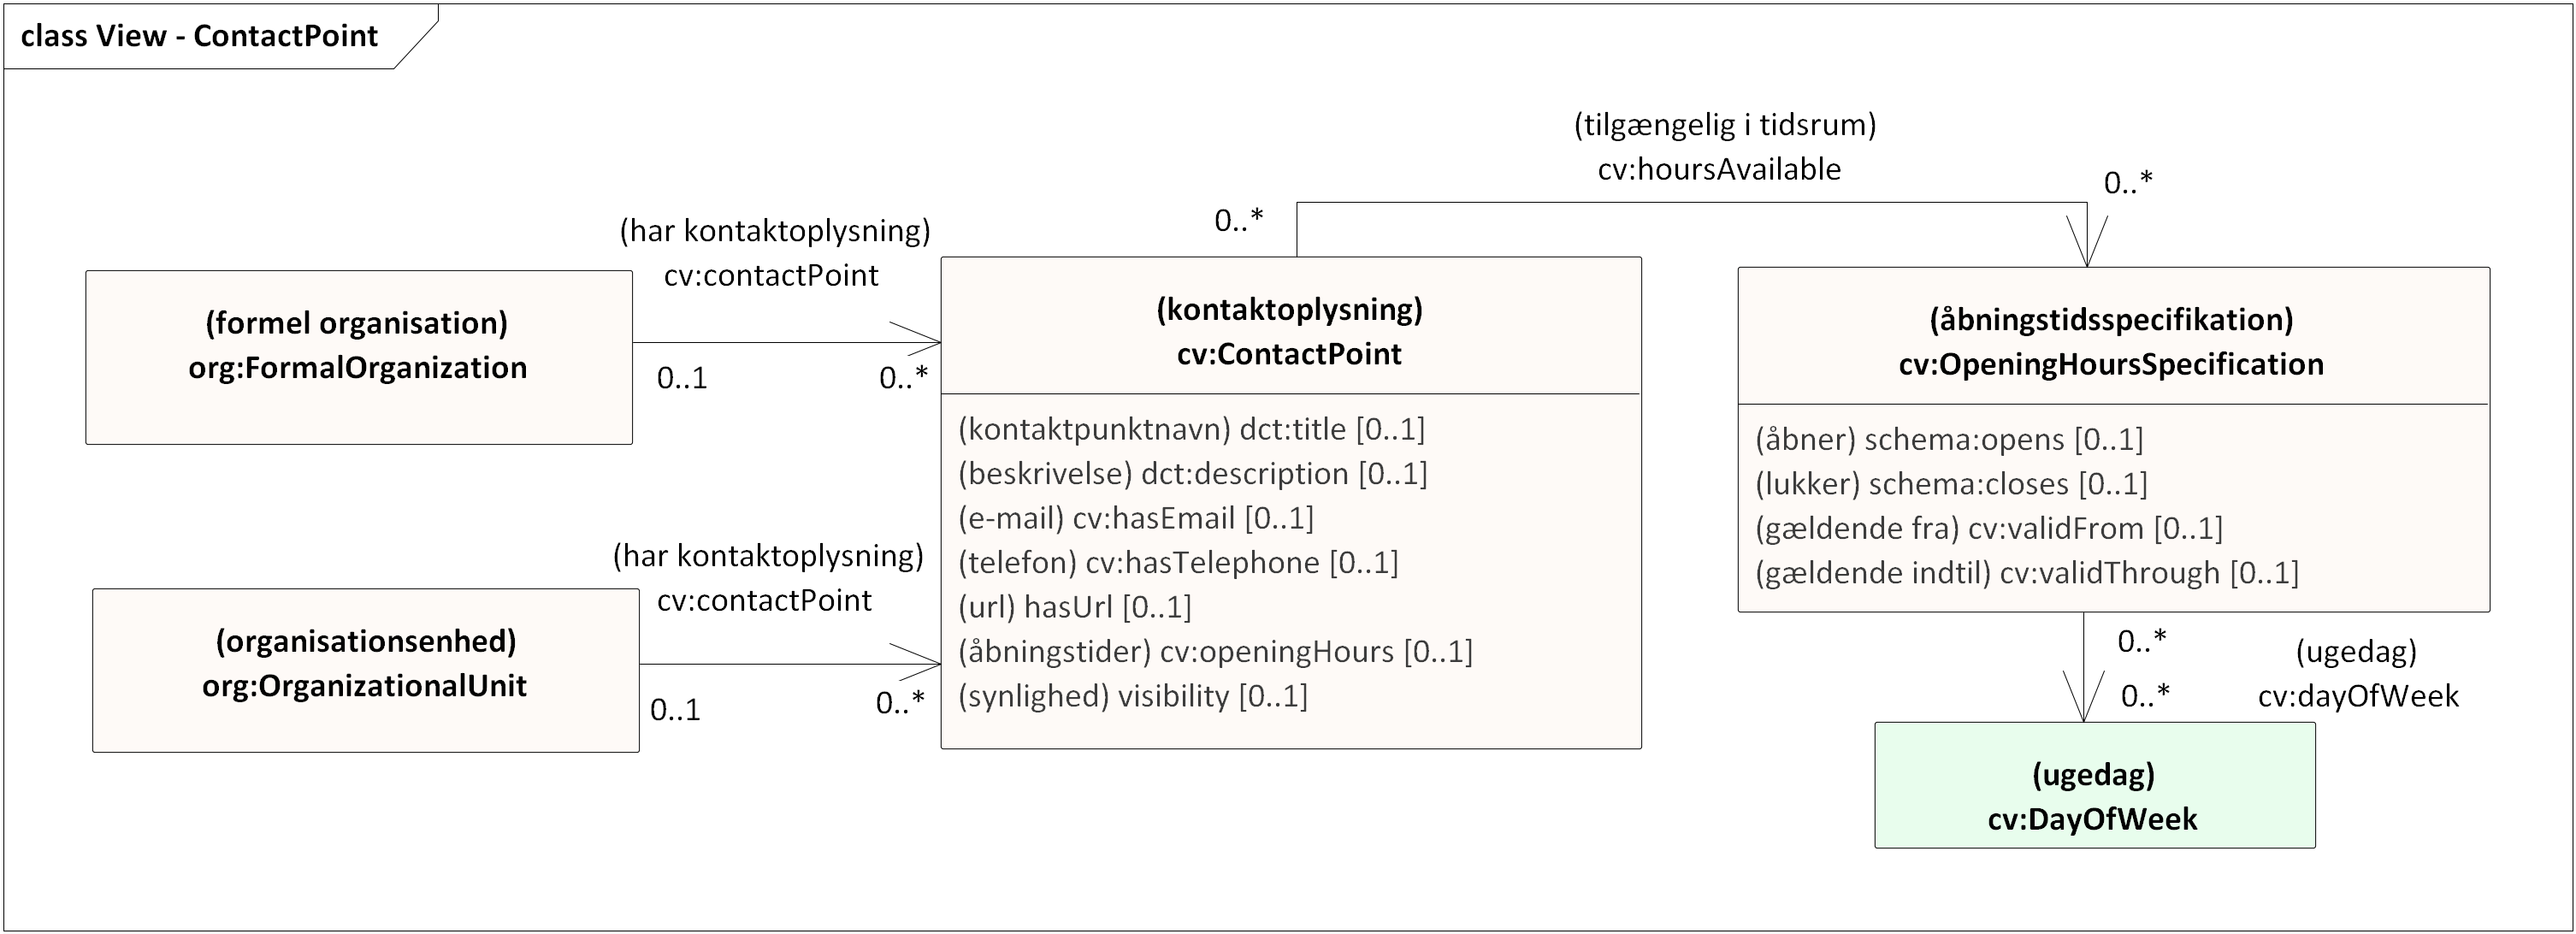 class View - ContactPoint
(tilgængelig i tidsrum)
cv:hoursAvailable
0..*
0..*
(har kontaktoplysning)
cv:contactPoint
0..1
0..*
(formel organisation)
org:FormalOrganization
(har kontaktoplysning)
cv:contactPoint
0..1
0..*
(organisationsenhed)
org:OrganizationalUnit
(kontaktoplysning)
cv:ContactPoint
(kontaktpunktnavn) dct:title [0..1]
(beskrivelse) dct:description [0..1]
(e-mail) cv:hasEmail [0..1]
(telefon) cv:hasTelephone [0..1]
(url) hasUrl [0..1]
(åbningstider) cv:openingHours [0..1]
(synlighed) visibility [0..1]
(åbningstidsspecifikation)
cv:OpeningHoursSpecification
(åbner) schema:opens [0..1]
(lukker) schema:closes [0..1]
(gældende fra) cv:validFrom [0..1]
(gældende indtil) cv:validThrough [0..1]
0..*
(ugedag)
cv:dayOfWeek
0..*
(ugedag)
cv:DayOfWeek